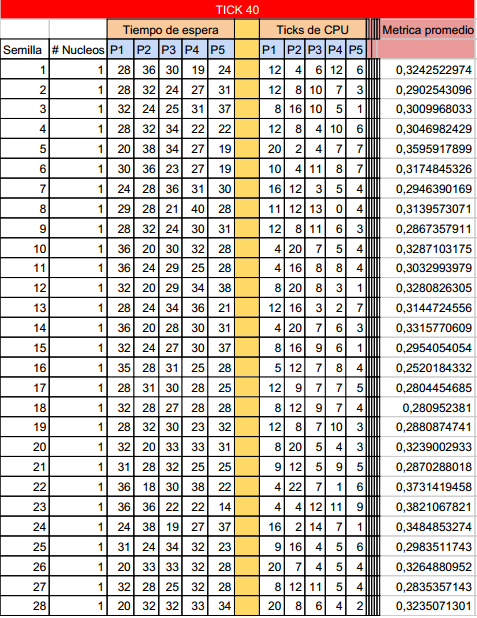 TICK 40
Tiempo de espera Ticks de CPU Metrica promedio
Semilla # Nucleos P1 P2 P3 P4 P5 P1 P2 P3 P4 P5
1 1 28 36 30 19 24 12 4 6 12 6 0,3242522974
2 1 28 32 24 27 31 12 8 10 7 3 0,2902543096
3 1 32 24 25 31 37 8 16 10 5 1 0,3009968033
4 1 28 32 34 22 22 12 8 4 10 6 0,3046982429
5 1 20 38 34 27 19 20 2 4 7 7 0,3595917899
6 1 30 36 23 27 19 10 4 11 8 7 0,3174845326
7 1 24 28 36 31 30 16 12 3 5 4 0,2946390169
8 1 29 28 21 40 28 11 12 13 0 4 0,3139573071
9 1 28 32 24 30 31 12 8 11 6 3 0,2867357911
10 1 36 20 30 32 28 4 20 7 5 4 0,3287103175
11 1 36 24 29 25 28 4 16 8 8 4 0,3032993979
12 1 32 20 29 34 38 8 20 8 3 1 0,3280826305
13 1 28 24 34 36 21 12 16 3 2 7 0,3144724556
14 1 36 20 28 30 31 4 20 7 6 3 0,3315770609
15 1 32 24 27 30 37 8 16 9 6 1 0,2954054054
16 1 35 28 31 25 28 5 12 7 8 4 0,2520184332
17 1 28 31 30 28 25 12 9 7 7 5 0,2804454685
18 1 32 28 27 28 28 8 12 9 7 4 0,280952381
19 1 28 32 30 23 32 12 8 7 10 3 0,2880874741
20 1 32 20 33 33 31 8 20 5 4 3 0,3239002933
21 1 31 28 32 25 25 9 12 5 9 5 0,2870288018
22 1 36 18 30 38 22 4 22 7 1 6 0,3731419458
23 1 36 36 22 22 14 4 4 12 11 9 0,3821067821
24 1 24 38 19 27 37 16 2 14 7 1 0,3484853274
25 1 31 24 34 32 23 9 16 4 5 6 0,2983511743
26 1 20 33 33 32 28 20 7 4 5 4 0,3264880952
27 1 32 28 25 32 28 8 12 11 5 4 0,2835357143
28 1 20 32 32 33 34 20 8 6 4 2 0,3235071301